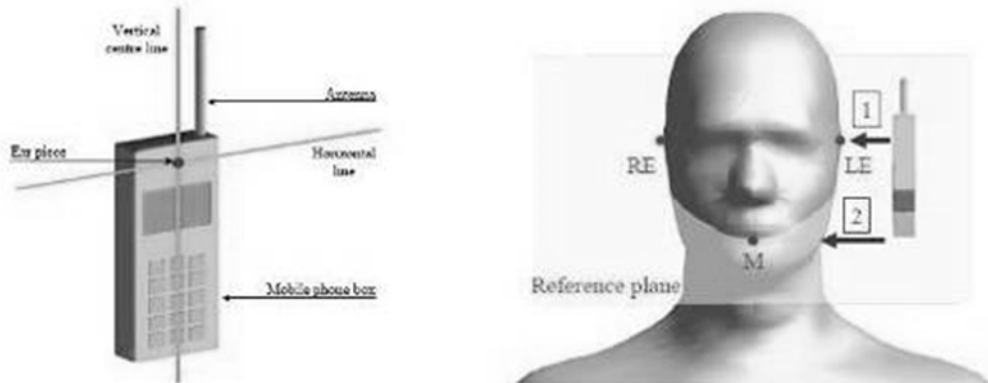 Vertical
centre line
Antenna
Ear piece
Horizontal
line
Mobile phone box
1
RE
LE
2
M
Reference plane